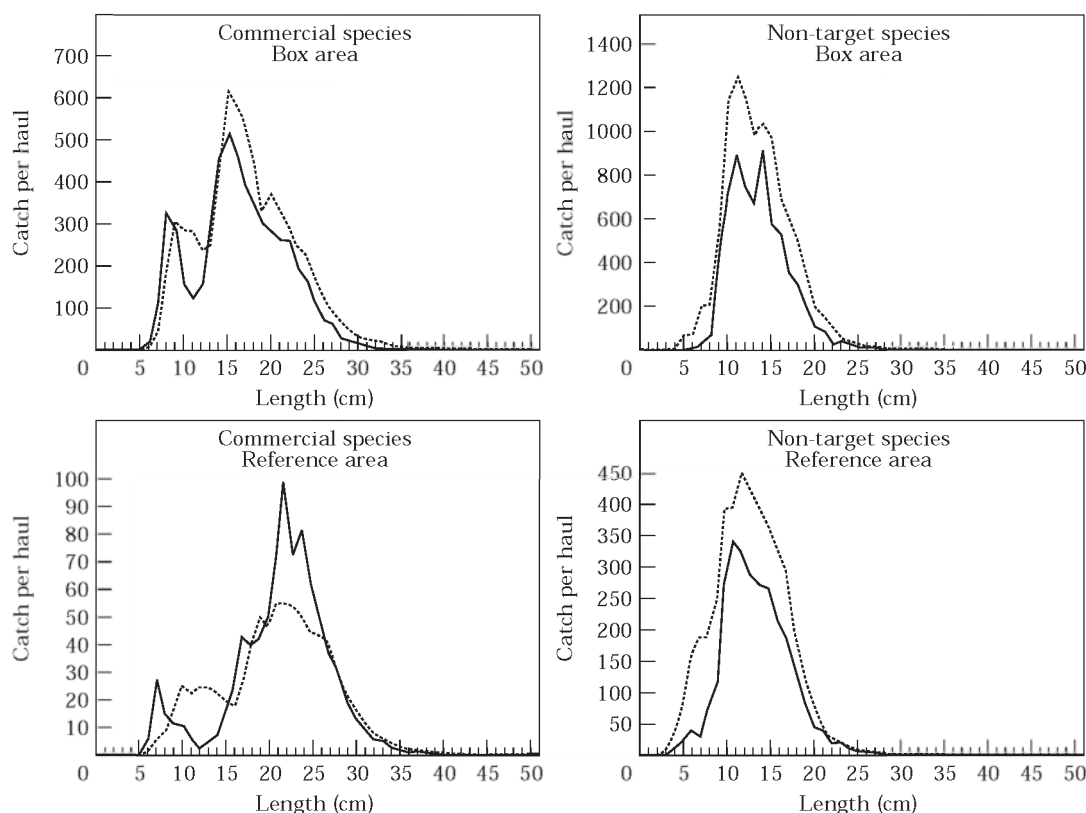 Commercial species
Box area
Catch per haul
700
600
500
400
300
200
100
0 5 10 15 20 25 30 35 40 45 50
Length (cm)
Non-target species
Box area
Catch per haul
1400
1200
1000
800
600
400
200
0 5 10 15 20 25 30 35 40 45 50
Length (cm)
Commercial species
Reference area
Catch per haul
100
90
80
70
60
50
40
30
20
10
0 5 10 15 20 25 30 35 40 45 50
Length (cm)
Non-target species
Reference area
Catch per haul
450
400
350
300
250
200
150
100
50
0 5 10 15 20 25 30 35 40 45 50
Length (cm)